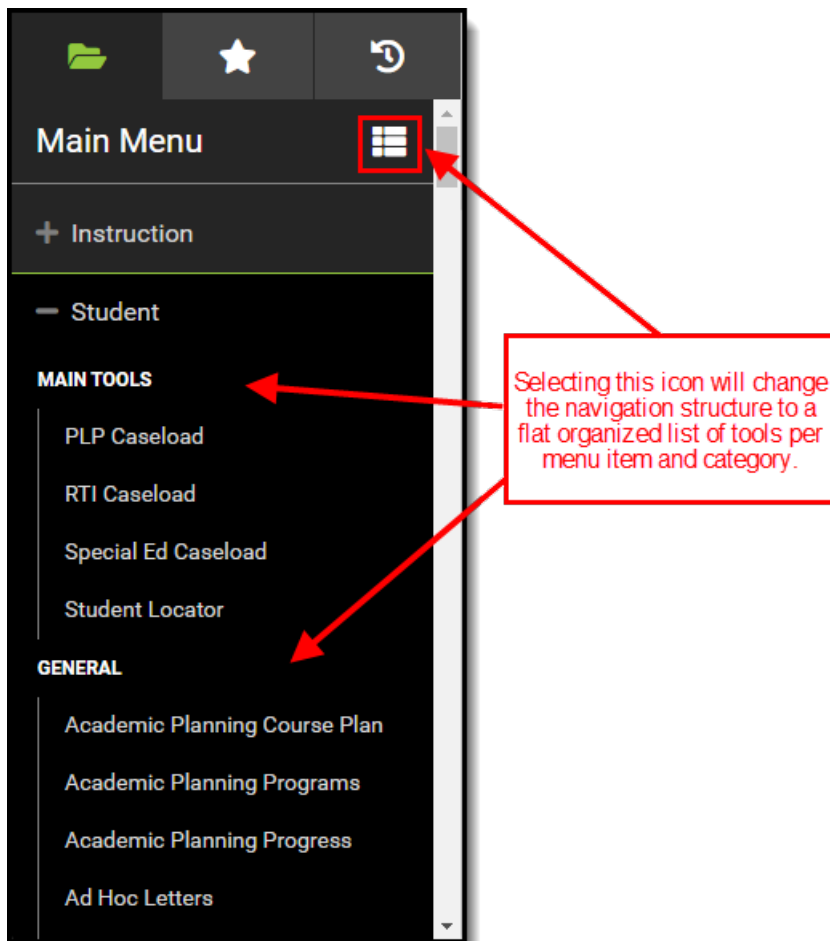 Main Menu
Instruction
Student
MAIN TOOLS
PLP Caseload
RTI Caseload
Special Ed Caseload
Student Locator
GENERAL
Academic Planning Course Plan
Academic Planning Programs
Academic Planning Progress
Ad Hoc Letters
Selecting this icon will change
the navigation structure to a
flat organized list of tools per
menu item and category.